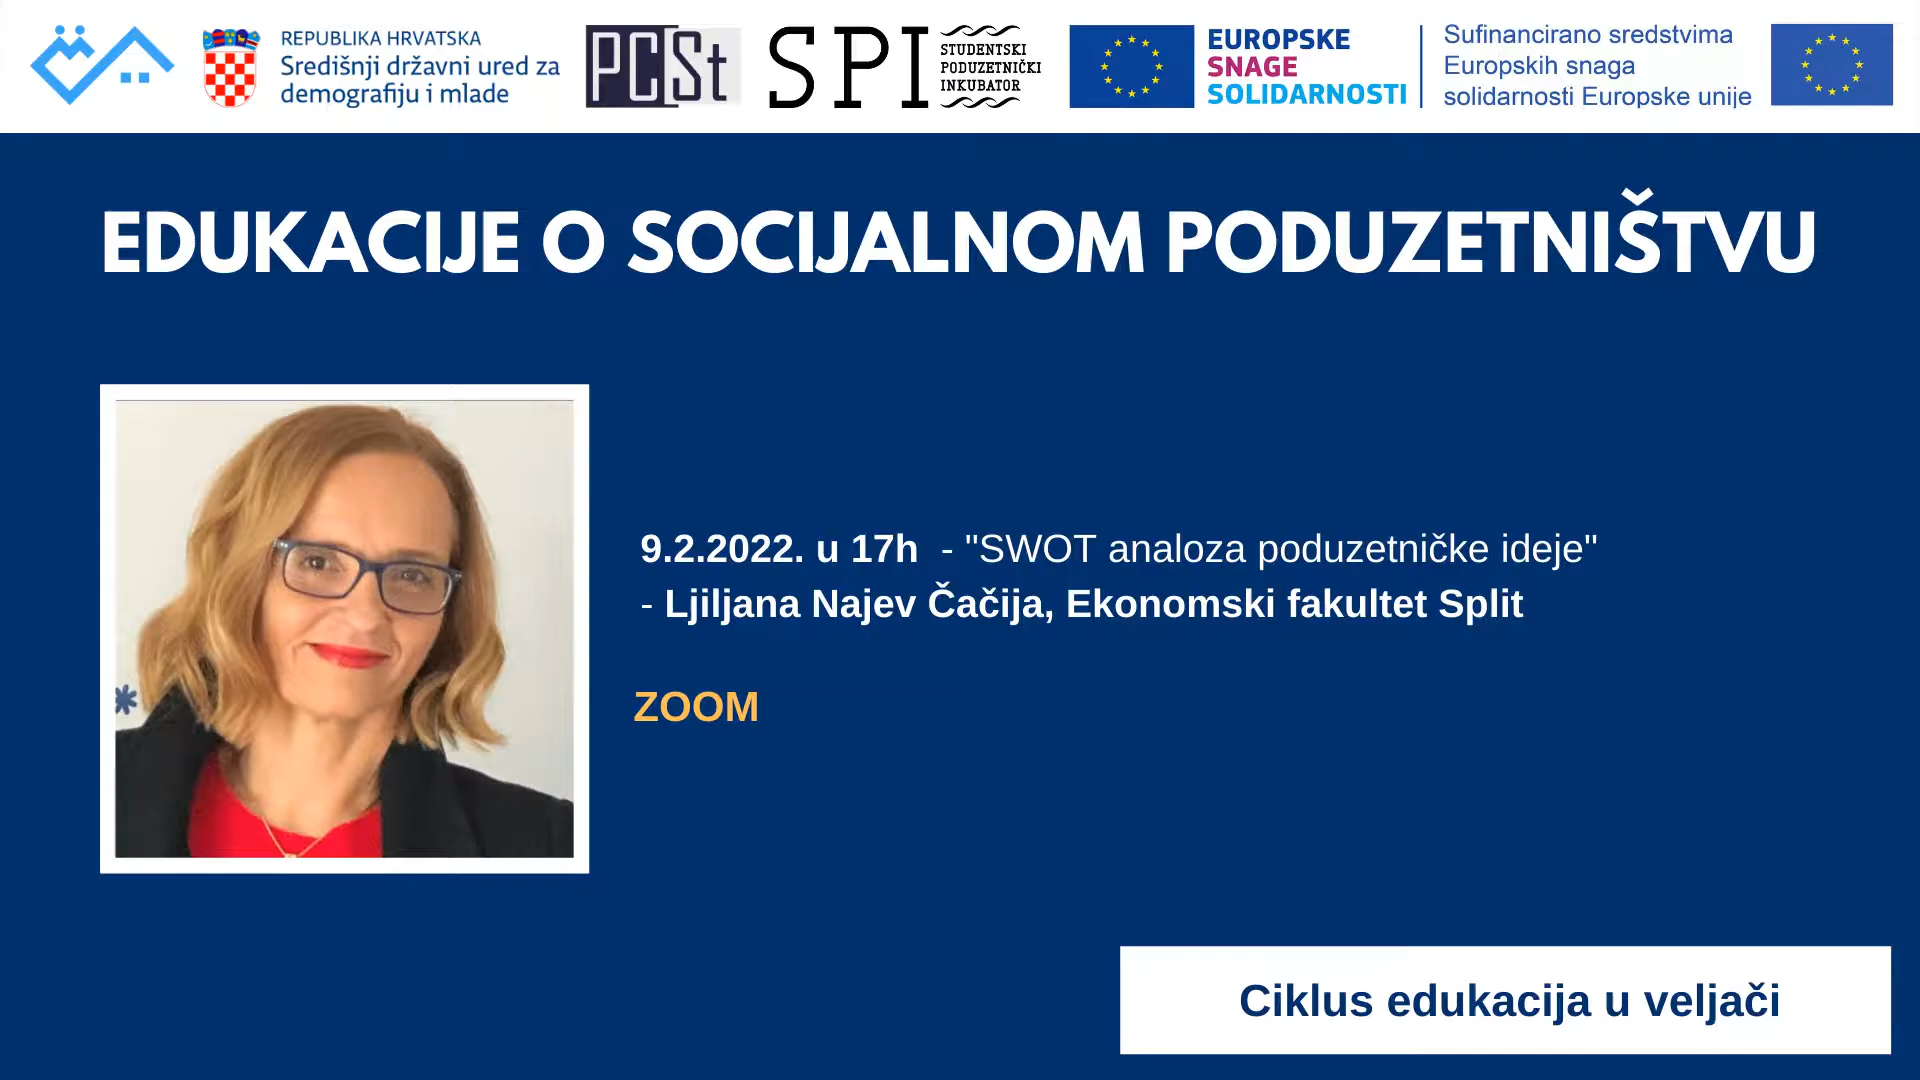 REPUBLIKA HRVATSKA
Središnji državni ured za
demografiju i mlade
PCSt
SPI
STUDENTSKI
PODUZETNIČKI
INKUBATOR
EUROPSKE
SNAGE
SOLIDARNOSTI
Sufinancirano sredstvima
Europskih snaga
solidarnosti Europske unije
EDUKACIJE O SOCIJALNOM PODUZETNIŠTVU
9.2.2022. u 17h - "SWOT analoza poduzetničke ideje"
- Ljiljana Najev Čačija, Ekonomski fakultet Split
ZOOM
Ciklus edukacija u veljači